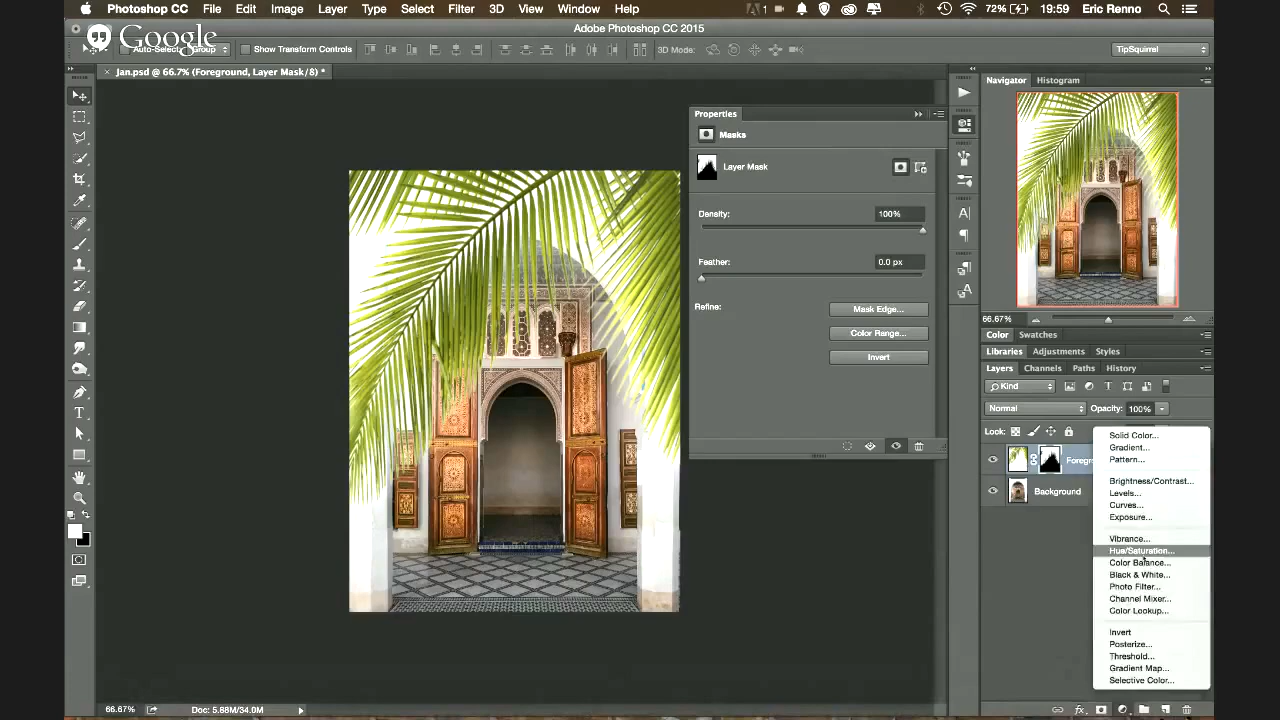 Photoshop CC File Edit Image Layer Type Select Filter 3D View Window Help 1 72% 19:59 Eric Renno
Adobe Photoshop CC 2015
Google
Auto-Select: Group Show Transform Controls 3D Mode: TipSquirrel
× Jan.psd @ 66.7% (Foreground, Layer Mask/8) *
Navigator Histogram
Properties
Masks
Layer Mask
Density: 100%
Feather: 0.0 px
Refine: Mask Edge...
Color Range...
Invert
66.67%
Color Swatches
Libraries Adjustments Styles
Layers Channels Paths History
Kind
Normal Opacity: 100%
Lock:
Foregr
Background
Solid Color...
Gradient...
Pattern...
Brightness/Contrast...
Levels...
Curves...
Exposure...
Vibrance...
Hue/Saturation...
Color Balance...
Black & White...
Photo Filter...
Channel Mixer...
Color Lookup...
Invert
Posterize...
Threshold...
Gradient Map...
Selective Color...
66.67% Doc: 5.88M/34.0M
fx